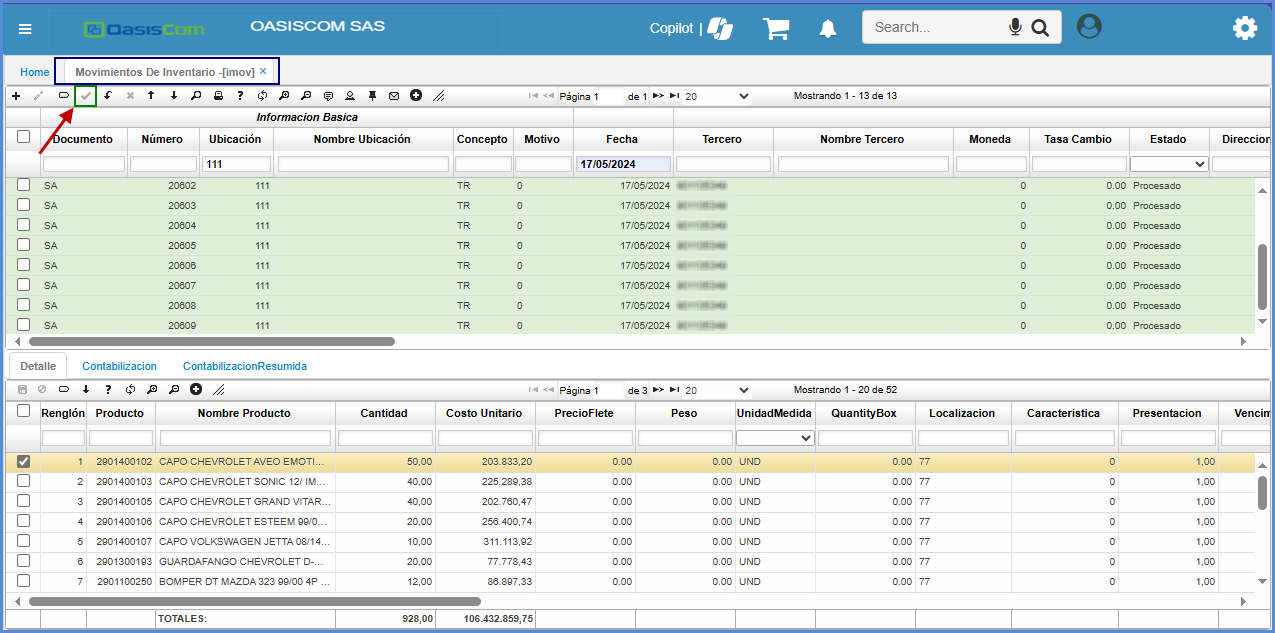 OasisCom OASISCOM SAS Copilot | Search...
Home Movimientos De Inventario -[imov] ×
Página 1 de 1 20 Mostrando 1 - 13 de 13
Informacion Basica
Documento Número Ubicación Nombre Ubicación Concepto Motivo Fecha Tercero Nombre Tercero Moneda Tasa Cambio Estado Direccion
111 17/05/2024
SA 20602 111 TR 0 17/05/2024 0 0.00 Procesado
SA 20603 111 TR 0 17/05/2024 0 0.00 Procesado
SA 20604 111 TR 0 17/05/2024 0 0.00 Procesado
SA 20605 111 TR 0 17/05/2024 0 0.00 Procesado
SA 20606 111 TR 0 17/05/2024 0 0.00 Procesado
SA 20607 111 TR 0 17/05/2024 0 0.00 Procesado
SA 20608 111 TR 0 17/05/2024 0 0.00 Procesado
SA 20609 111 TR 0 17/05/2024 0 0.00 Procesado
Detalle Contabilizacion ContabilizacionResumida
Página 1 de 3 20 Mostrando 1 - 20 de 52
Renglón Producto Nombre Producto Cantidad Costo Unitario PrecioFlete Peso UnidadMedida QuantityBox Localizacion Caracteristica Presentacion Vencim
1 2901400102 CAPO CHEVROLET AVEO EMOTI... 50,00 203.833,20 0.00 0.00 UND 0.00 77 0 1,00
2 2901400103 CAPO CHEVROLET SONIC 12/ IM... 40,00 225.289,38 0.00 0.00 UND 0.00 77 0 1,00
3 2901400105 CAPO CHEVROLET GRAND VITAR... 40,00 202.760,47 0.00 0.00 UND 0.00 77 0 1,00
4 2901400106 CAPO CHEVROLET ESTEEM 99/0... 20,00 256.400,74 0.00 0.00 UND 0.00 77 0 1,00
5 2901400107 CAPO VOLKSWAGEN JETTA 08/14... 10,00 311.113,92 0.00 0.00 UND 0.00 77 0 1,00
6 2901300193 GUARDAFANGO CHEVROLET D-... 20,00 77.778,43 0.00 0.00 UND 0.00 77 0 1,00
7 2901100250 BOMPER DT MAZDA 323 99/00 4P ... 12,00 86.897,33 0.00 0.00 UND 0.00 77 0 1,00
TOTALES: 928,00 106.432.859,75